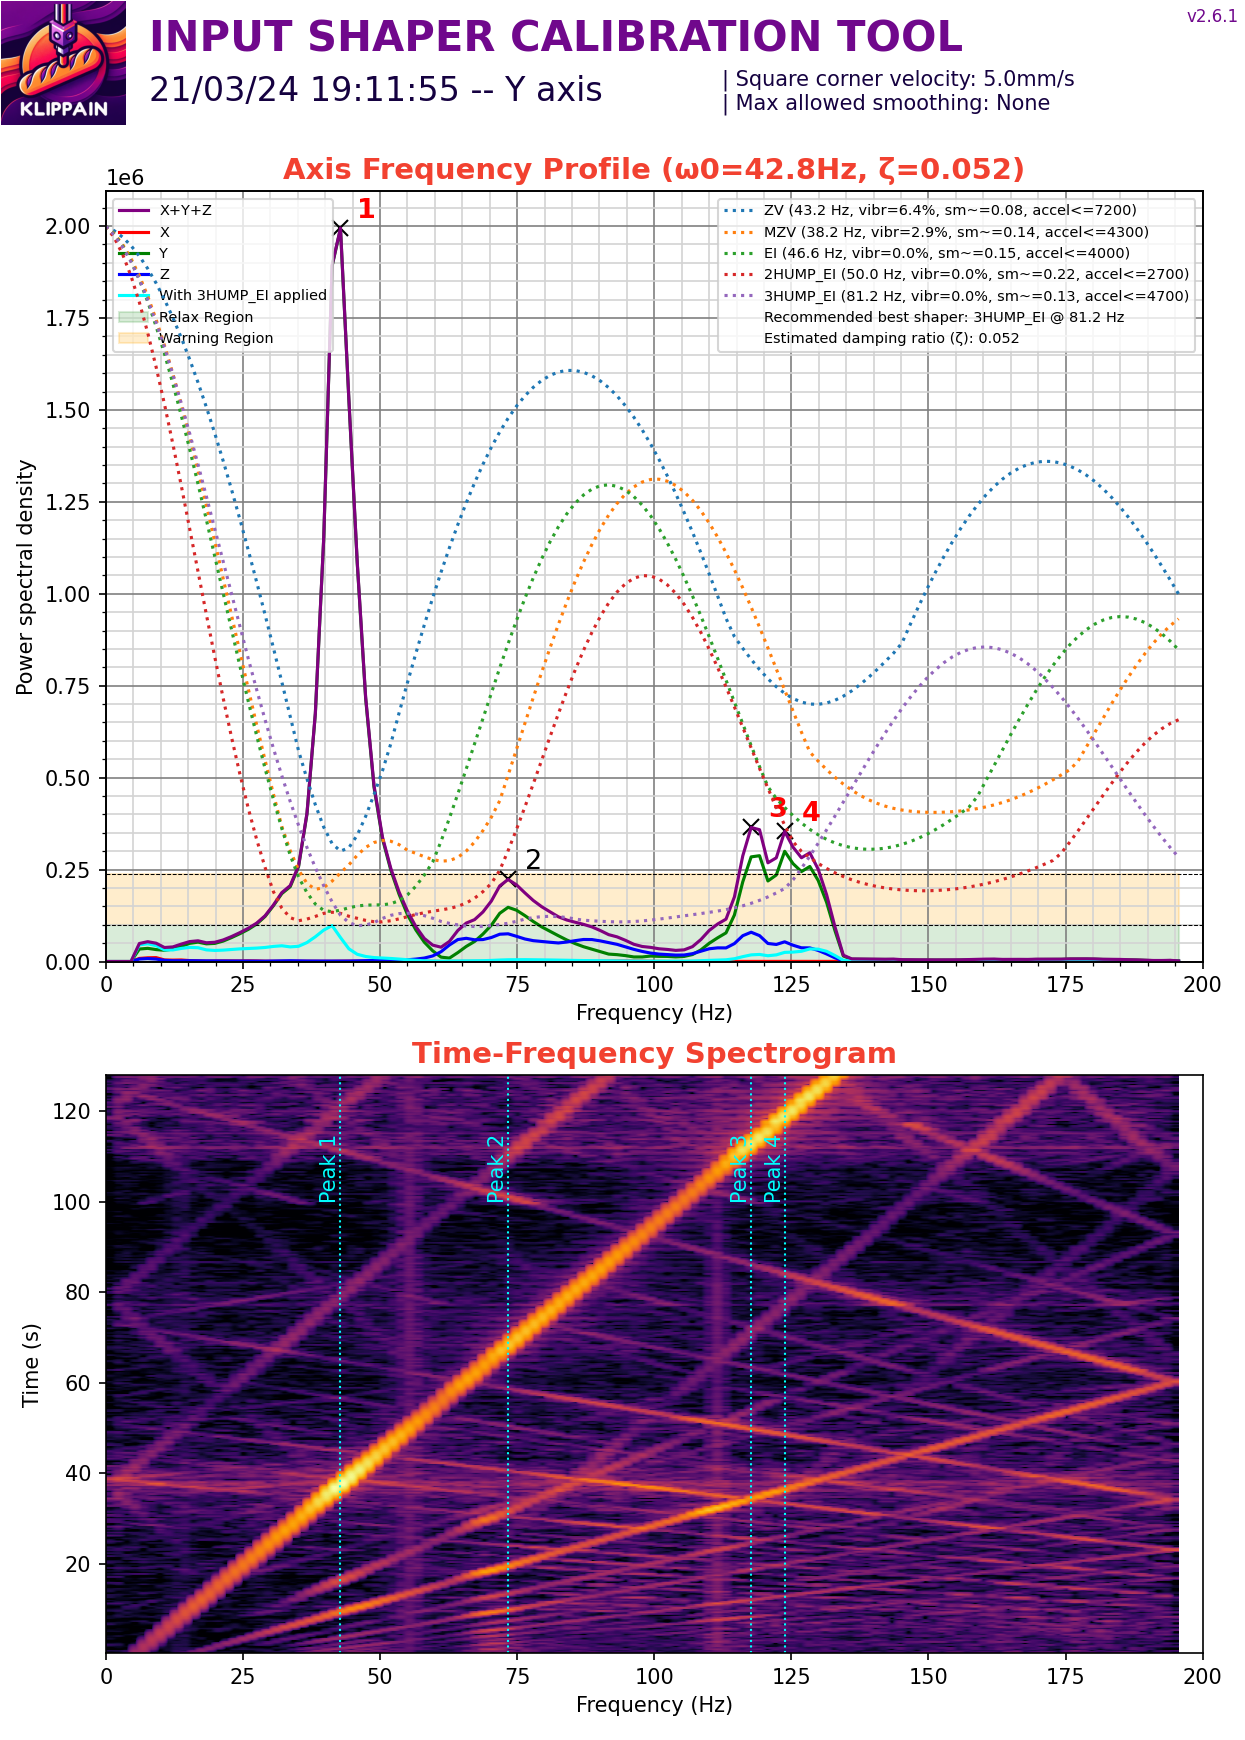 v2.6.1
INPUT SHAPER CALIBRATION TOOL
21/03/24 19:11:55 -- Y axis
| Square corner velocity: 5.0mm/s
| Max allowed smoothing: None
KLIPPAIN
Axis Frequency Profile (ω0=42.8Hz, ζ=0.052)
1e6
X+Y+Z
X
Y
Z
With 3HUMP_EI applied
Relax Region
Warning Region
ZV (43.2 Hz, vibr=6.4%, sm~=0.08, accel<=7200)
MZV (38.2 Hz, vibr=2.9%, sm~=0.14, accel<=4300)
EI (46.6 Hz, vibr=0.0%, sm~=0.15, accel<=4000)
2HUMP_EI (50.0 Hz, vibr=0.0%, sm~=0.22, accel<=2700)
3HUMP_EI (81.2 Hz, vibr=0.0%, sm~=0.13, accel<=4700)
Recommended best shaper: 3HUMP_EI @ 81.2 Hz
Estimated damping ratio (ζ): 0.052
1
2
3
4
Power spectral density
2.00
1.75
1.50
1.25
1.00
0.75
0.50
0.25
0.00
0 25 50 75 100 125 150 175 200
Frequency (Hz)
Time-Frequency Spectrogram
Peak 1
Peak 2
Peak 3
Peak 4
Time (s)
120
100
80
60
40
20
0 25 50 75 100 125 150 175 200
Frequency (Hz)